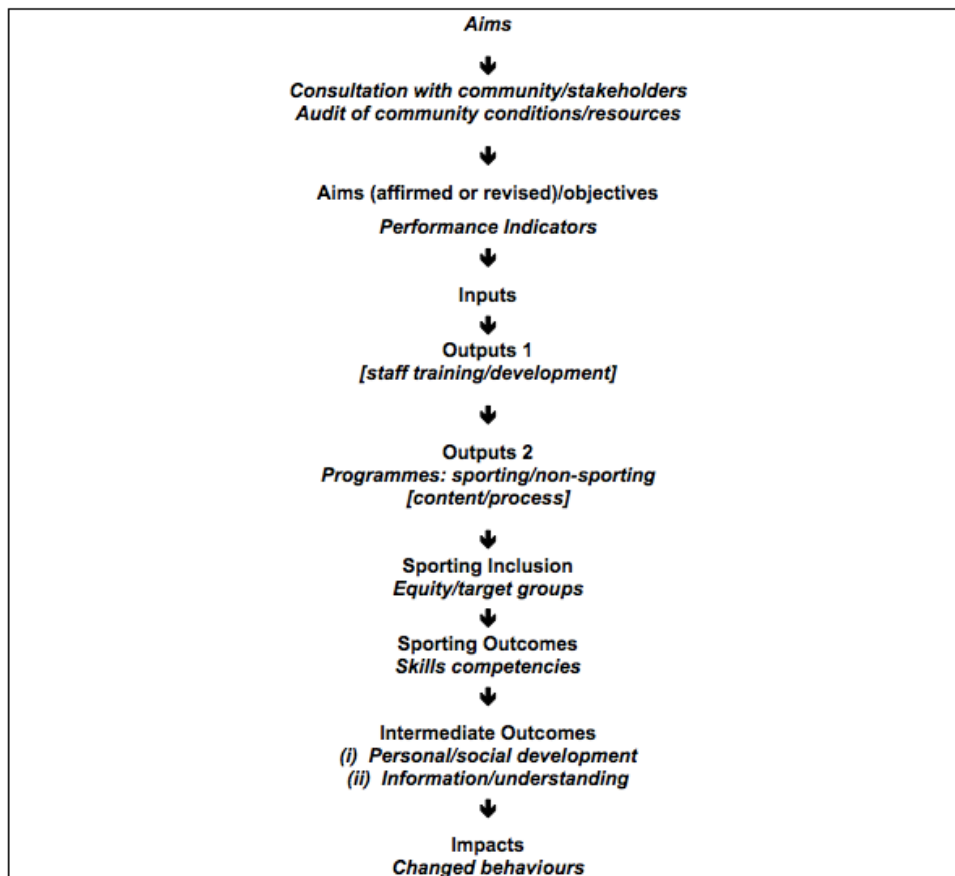 Aims
Consultation with community/stakeholders
Audit of community conditions/resources
Aims (affirmed or revised)/objectives
Performance Indicators
Inputs
Outputs 1
[staff training/development]
Outputs 2
Programmes: sporting/non-sporting
[content/process]
Sporting Inclusion
Equity/target groups
Sporting Outcomes
Skills competencies
Intermediate Outcomes
(i) Personal/social development
(ii) Information/understanding
Impacts
Changed behaviours